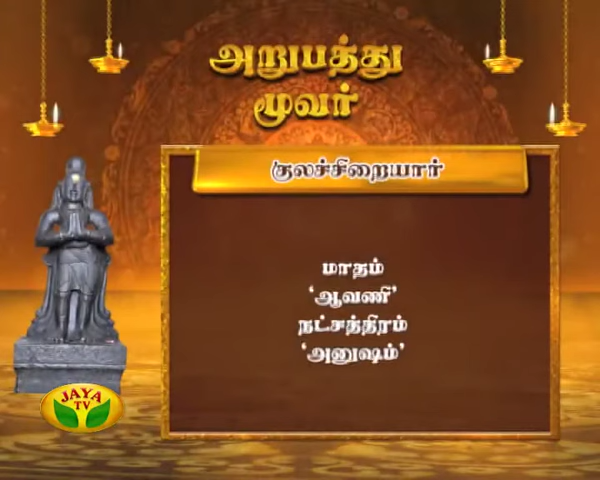 அறுபத்து
மூவர்
குலச்சிறையார்
மாதம்
‘ஆவணி’
நட்சத்திரம்
‘அனுஷம்’
JAYA
TV